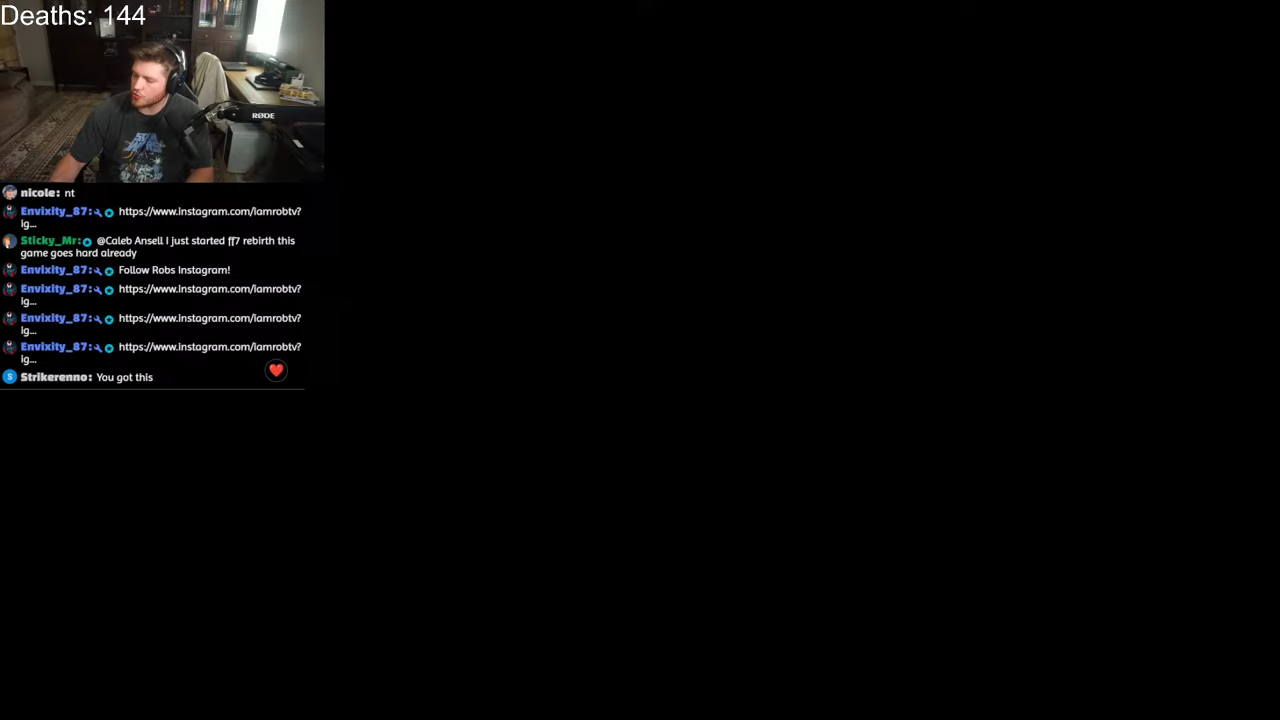 Deaths: 144
RØDE
nicole: nt
Envixity_87: https://www.instagram.com/iamrobtv?
ig...
Sticky_Mr: @Caleb Ansell I just started ff7 rebirth this
game goes hard already
Envixity_87: Follow Robs Instagram!
Envixity_87: https://www.instagram.com/iamrobtv?
ig...
Envixity_87: https://www.instagram.com/iamrobtv?
ig...
Envixity_87: https://www.instagram.com/iamrobtv?
ig...
S Strikerenno: You got this